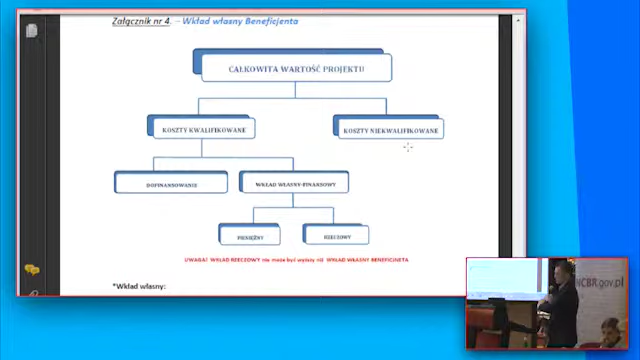 Załącznik nr 4. – Wkład własny Beneficjenta
CAŁKOWITA WARTOŚĆ PROJEKTU
KOSZTY KWALIFIKOWANE
KOSZTY NIEKWALIFIKOWANE
DOFINANSOWANIE
WKŁAD WŁASNY-FINANSOWY
PIENIĘŻNY
RZECZOWY
UWAGA! WKŁAD RZECZOWY nie może być wyższy niż WKŁAD WŁASNY BENEFICJENTA
*Wkład własny:
NCBR.gov.pl